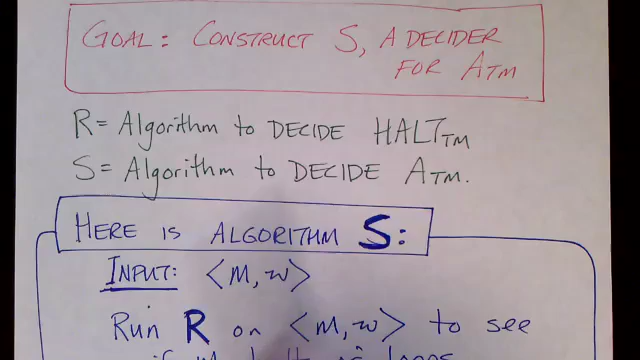 GOAL: CONSTRUCT S, A DECIDER
FOR ATM
R = Algorithm to DECIDE HALTTM
S = Algorithm to DECIDE ATM.
HERE IS ALGORITHM S:
INPUT: ⟨M, w⟩
Run R on ⟨M, w⟩ to see